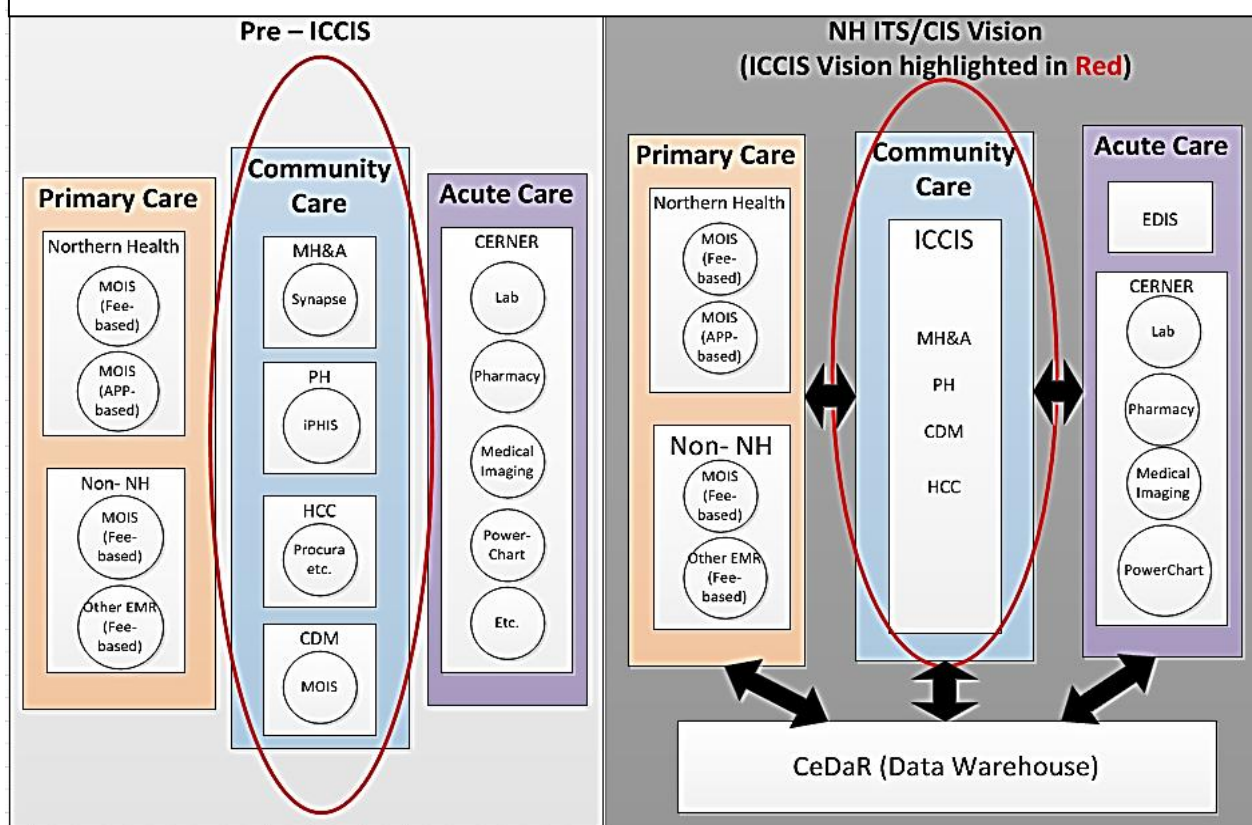 Pre – ICCIS
Primary Care
Northern Health
MOIS
(Fee-
based)
MOIS
(APP-
based)
Non- NH
MOIS
(Fee-
based)
Other EMR
(Fee-
based)
Community
Care
MH&A
Synapse
PH
iPHIS
HCC
Procura
etc.
CDM
MOIS
Acute Care
CERNER
Lab
Pharmacy
Medical
Imaging
Power-
Chart
Etc.
NH ITS/CIS Vision
(ICCIS Vision highlighted in Red)
Primary Care
Northern Health
MOIS
(Fee-
based)
MOIS
(APP-
based)
Non- NH
MOIS
(Fee-
based)
Other EMR
(Fee-
based)
Community
Care
ICCIS
MH&A
PH
CDM
HCC
Acute Care
EDIS
CERNER
Lab
Pharmacy
Medical
Imaging
PowerChart
CeDaR (Data Warehouse)